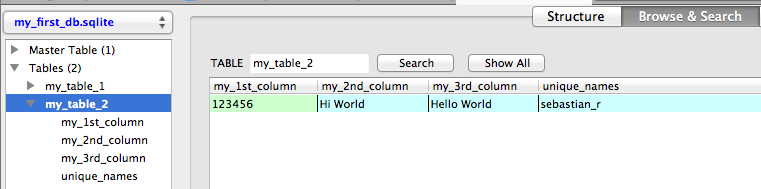 my_first_db.sqlite
Structure
Browse & Search
Master Table (1)
Tables (2)
my_table_1
my_table_2
my_1st_column
my_2nd_column
my_3rd_column
unique_names
TABLE my_table_2 Search Show All
my_1st_column my_2nd_column my_3rd_column unique_names
123456 Hi World Hello World sebastian_r